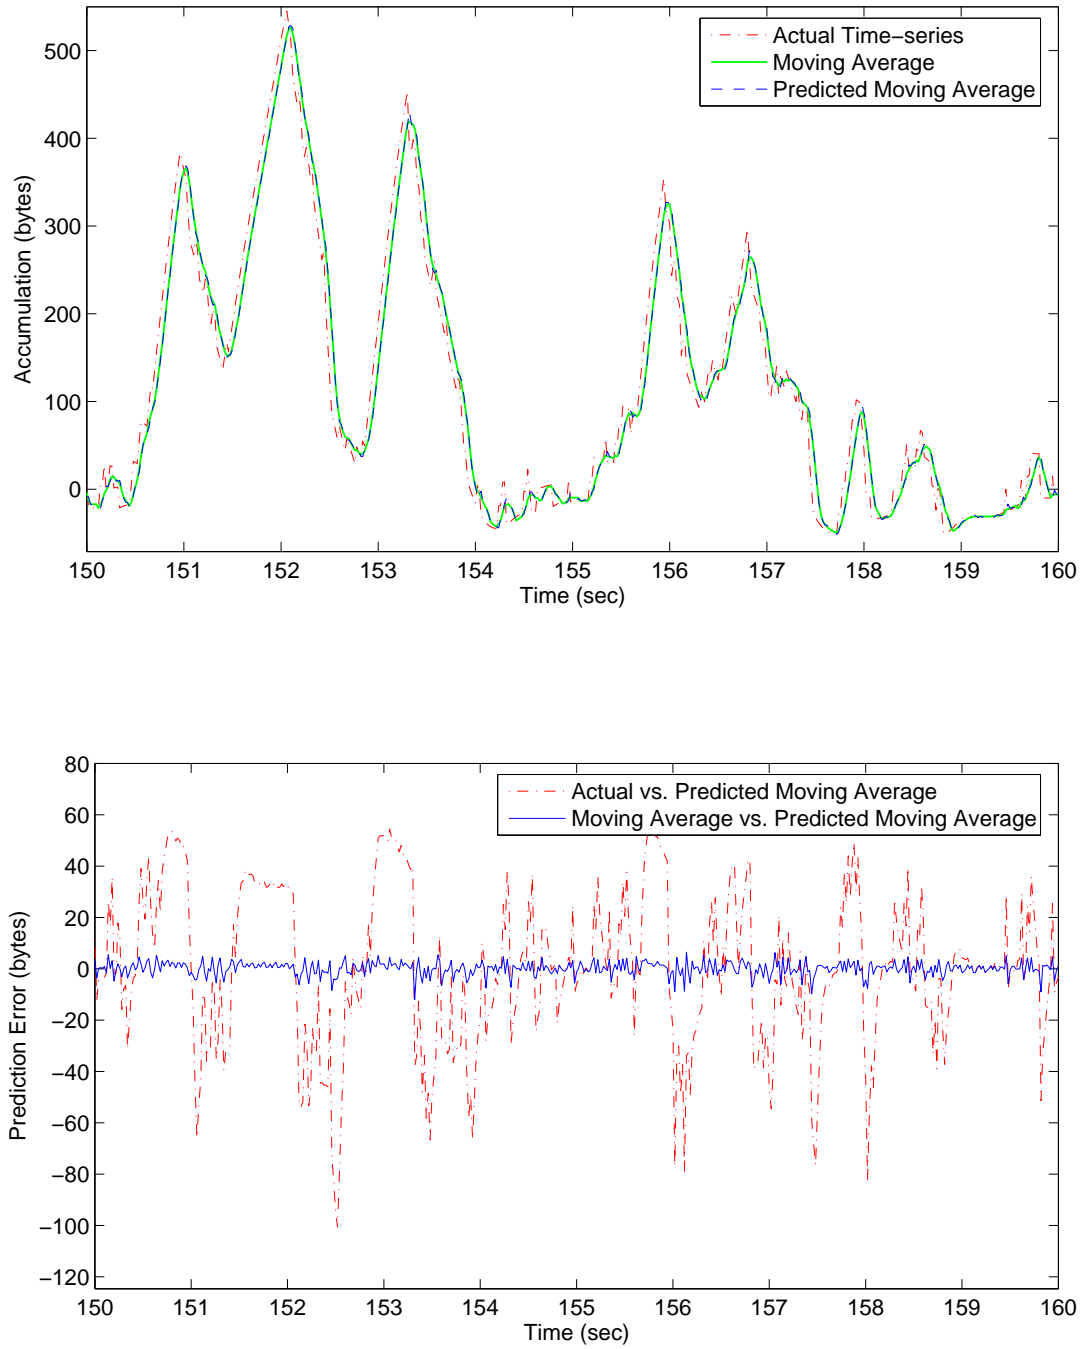 500
400
300
200
100
0
Accumulation (bytes)
Actual Time−series
Moving Average
Predicted Moving Average
150 151 152 153 154 155 156 157 158 159 160
Time (sec)
80
60
40
20
0
−20
−40
−60
−80
−100
−120
Prediction Error (bytes)
Actual vs. Predicted Moving Average
Moving Average vs. Predicted Moving Average
150 151 152 153 154 155 156 157 158 159 160
Time (sec)